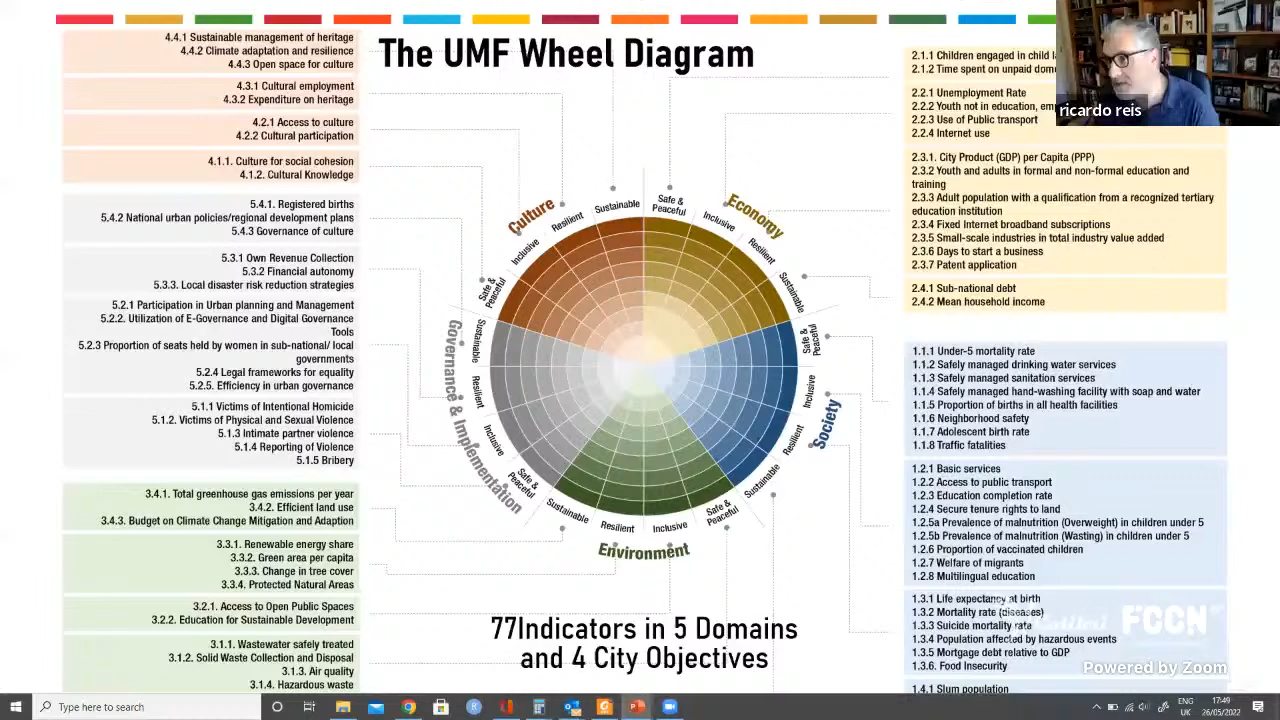 The UMF Wheel Diagram
4.4.1 Sustainable management of heritage
4.4.2 Climate adaptation and resilience
4.4.3 Open space for culture
4.3.1 Cultural employment
4.3.2 Expenditure on heritage
4.2.1 Access to culture
4.2.2 Cultural participation
4.1.1. Culture for social cohesion
4.1.2. Cultural Knowledge
5.4.1. Registered births
5.4.2 National urban policies/regional development plans
5.4.3 Governance of culture
5.3.1 Own Revenue Collection
5.3.2 Financial autonomy
5.3.3. Local disaster risk reduction strategies
5.2.1 Participation in Urban planning and Management
5.2.2. Utilization of E-Governance and Digital Governance
Tools
5.2.3 Proportion of seats held by women in sub-national/ local
governments
5.2.4 Legal frameworks for equality
5.2.5. Efficiency in urban governance
5.1.1 Victims of Intentional Homicide
5.1.2. Victims of Physical and Sexual Violence
5.1.3 Intimate partner violence
5.1.4 Reporting of Violence
5.1.5 Bribery
3.4.1. Total greenhouse gas emissions per year
3.4.2. Efficient land use
3.4.3. Budget on Climate Change Mitigation and Adaption
3.3.1. Renewable energy share
3.3.2. Green area per capita
3.3.3. Change in tree cover
3.3.4. Protected Natural Areas
3.2.1. Access to Open Public Spaces
3.2.2. Education for Sustainable Development
3.1.1. Wastewater safely treated
3.1.2. Solid Waste Collection and Disposal
3.1.3. Air quality
3.1.4. Hazardous waste
Culture
Safe & Peaceful
Inclusive
Resilient
Sustainable
Economy
Safe & Peaceful
Inclusive
Resilient
Sustainable
Society
Safe & Peaceful
Inclusive
Resilient
Sustainable
Environment
Safe & Peaceful
Inclusive
Resilient
Sustainable
Governance & Implementation
Safe & Peaceful
Inclusive
Resilient
Sustainable
77Indicators in 5 Domains
and 4 City Objectives
2.1.1 Children engaged in child
2.1.2 Time spent on unpaid
2.2.1 Unemployment Rate
2.2.2 Youth not in education,
2.2.3 Use of Public transport
2.2.4 Internet use
2.3.1. City Product (GDP) per Capita (PPP)
2.3.2 Youth and adults in formal and non-formal education and
training
2.3.3 Adult population with a qualification from a recognized tertiary
education institution
2.3.4 Fixed Internet broadband subscriptions
2.3.5 Small-scale industries in total industry value added
2.3.6 Days to start a business
2.3.7 Patent application
2.4.1 Sub-national debt
2.4.2 Mean household income
1.1.1 Under-5 mortality rate
1.1.2 Safely managed drinking water services
1.1.3 Safely managed sanitation services
1.1.4 Safely managed hand-washing facility with soap and water
1.1.5 Proportion of births in all health facilities
1.1.6 Neighborhood safety
1.1.7 Adolescent birth rate
1.1.8 Traffic fatalities
1.2.1 Basic services
1.2.2 Access to public transport
1.2.3 Education completion rate
1.2.4 Secure tenure rights to land
1.2.5a Prevalence of malnutrition (Overweight) in children under 5
1.2.5b Prevalence of malnutrition (Wasting) in children under 5
1.2.6 Proportion of vaccinated children
1.2.7 Welfare of migrants
1.2.8 Multilingual education
1.3.1 Life expectancy at birth
1.3.2 Mortality rate (diseases)
1.3.3 Suicide mortality rate
1.3.4 Population affected by hazardous events
1.3.5 Mortgage debt relative to GDP
1.3.6. Food Insecurity
1.4.1 Slum population
ricardo reis
Powered by Zoom
Type here to search
ENG
UK
17:49
26/05/2022